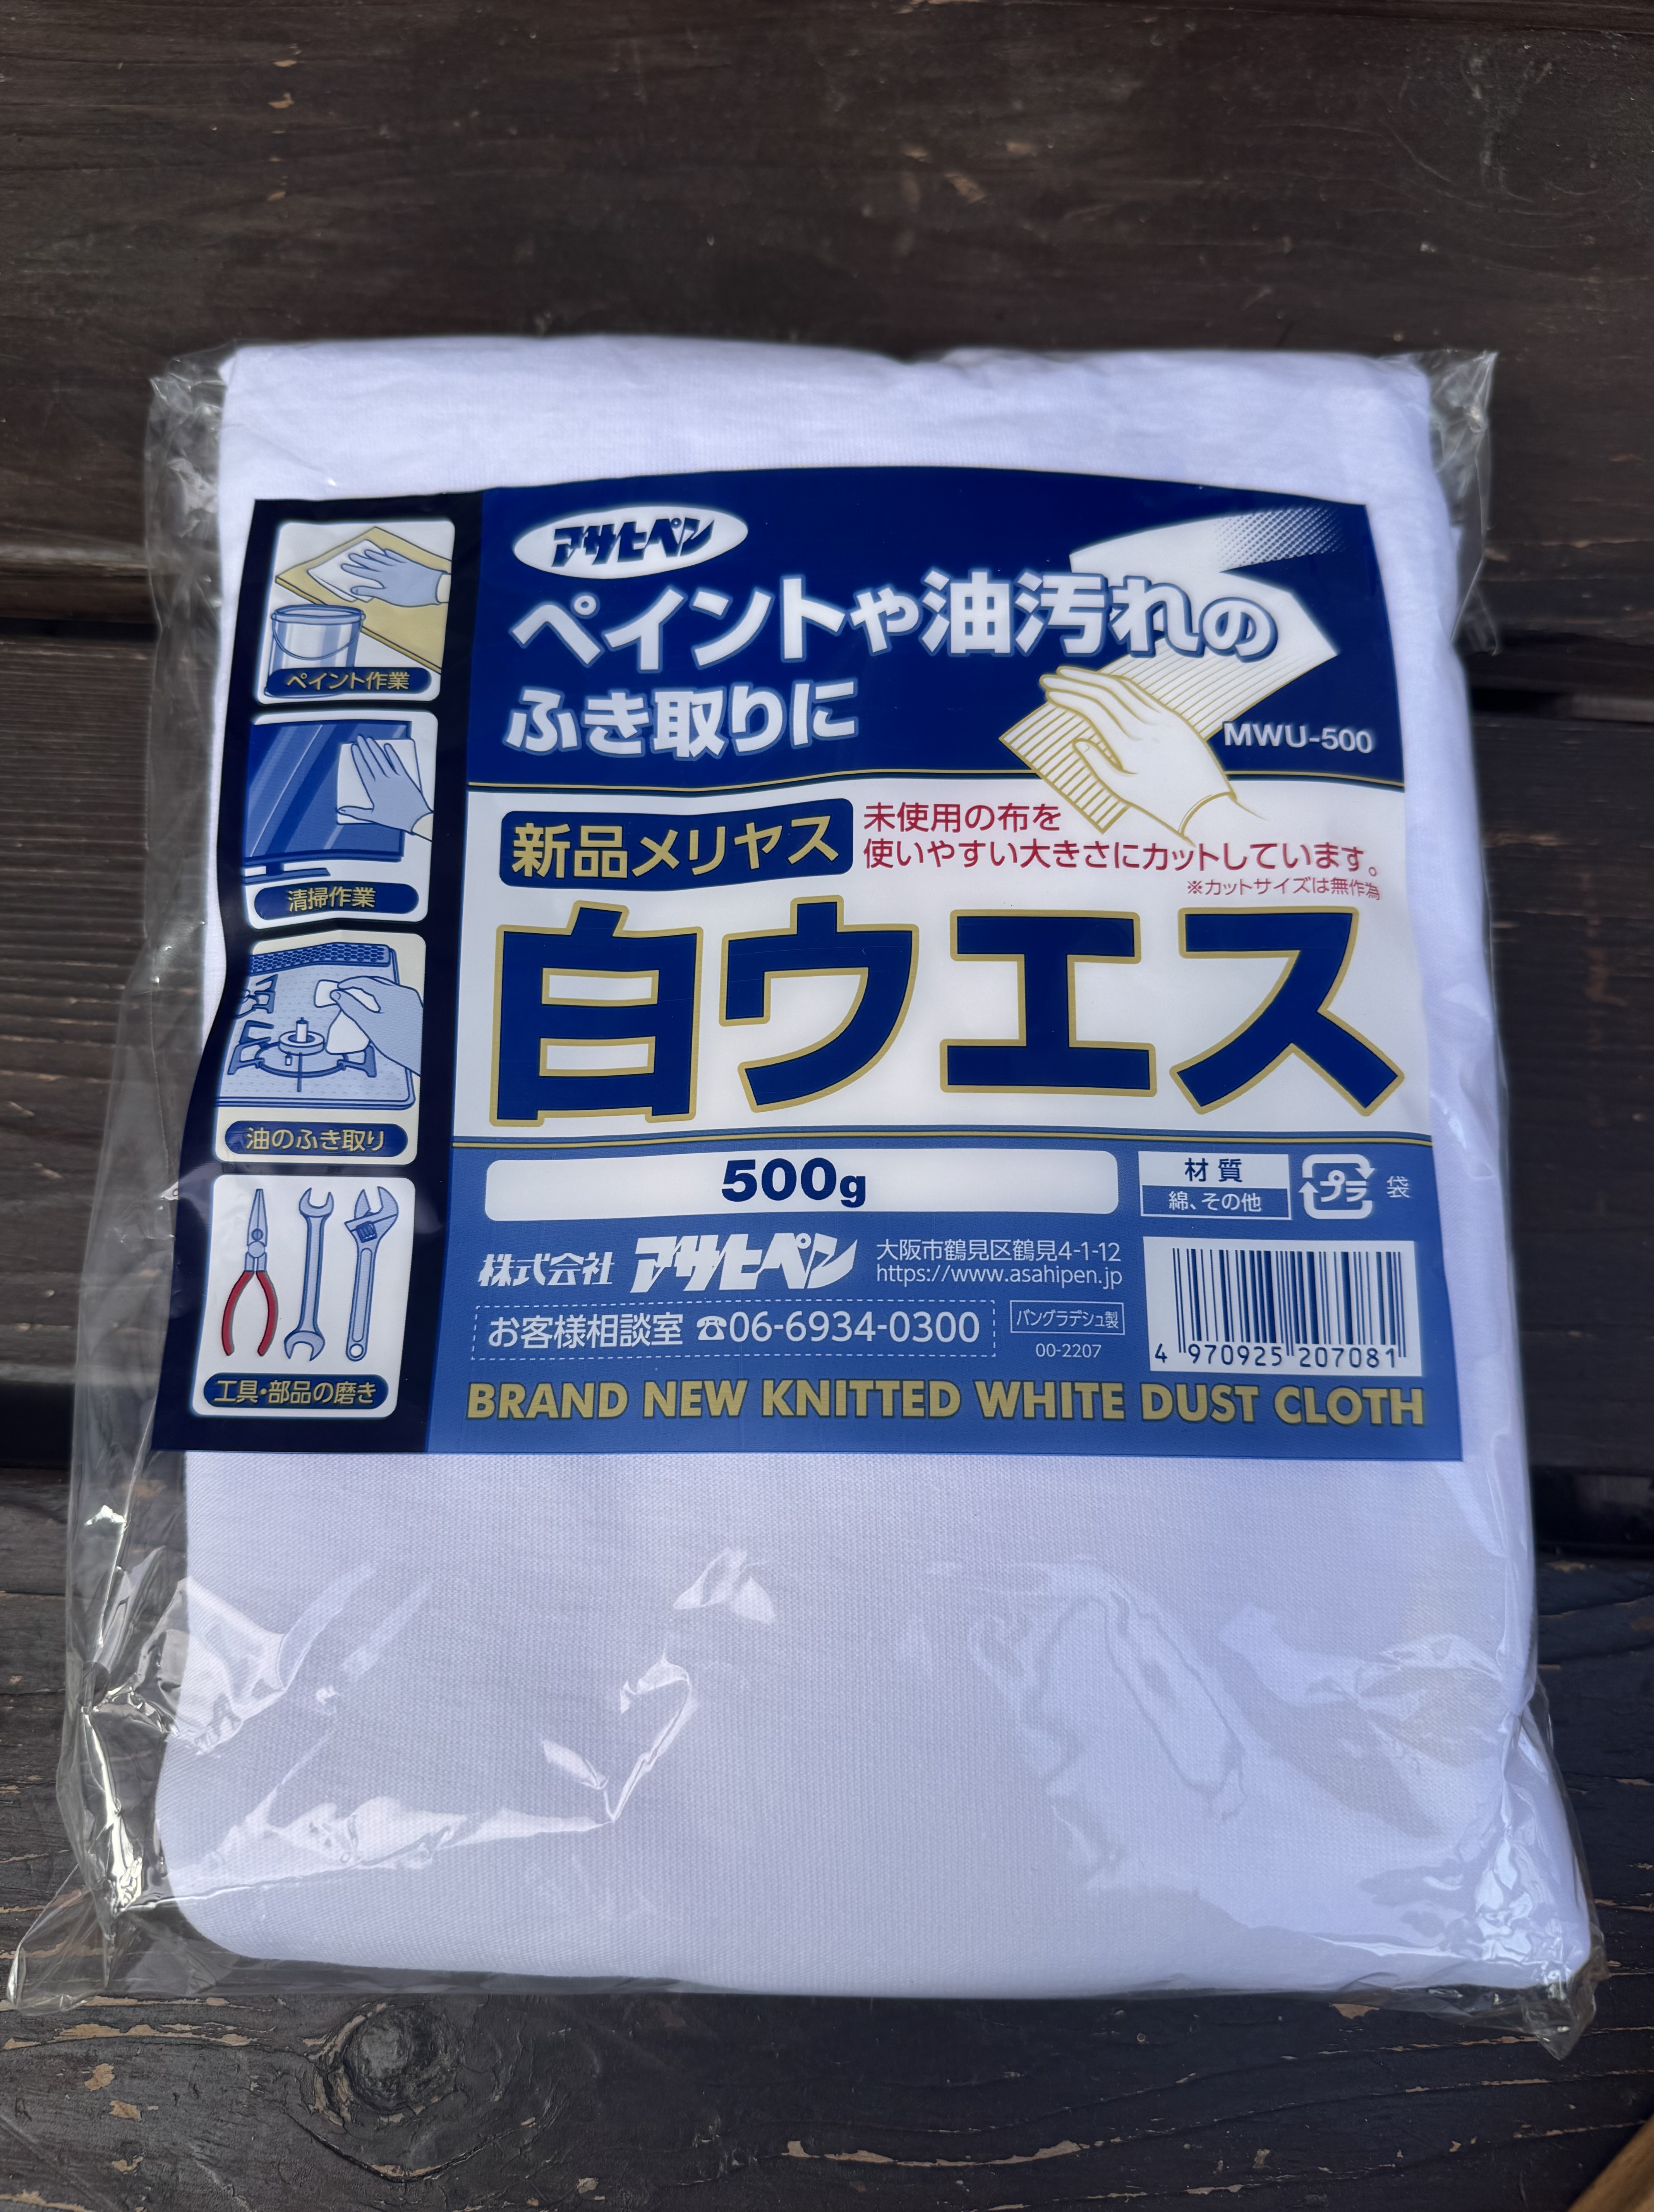 アサヒペン
ペイントや油汚れの
ふき取りに
MWU-500
新品メリヤス
未使用の布を
使いやすい大きさにカットしています。
※カットサイズは無作為
白ウエス
500g
材質
綿、その他
プラ 袋
株式会社 アサヒペン
大阪市鶴見区鶴見4-1-12
https://www.asahipen.jp
お客様相談室 ☎06-6934-0300
バングラデシュ製
00-2207
4 970925 207081
BRAND NEW KNITTED WHITE DUST CLOTH
ペイント作業
清掃作業
油のふき取り
工具・部品の磨き